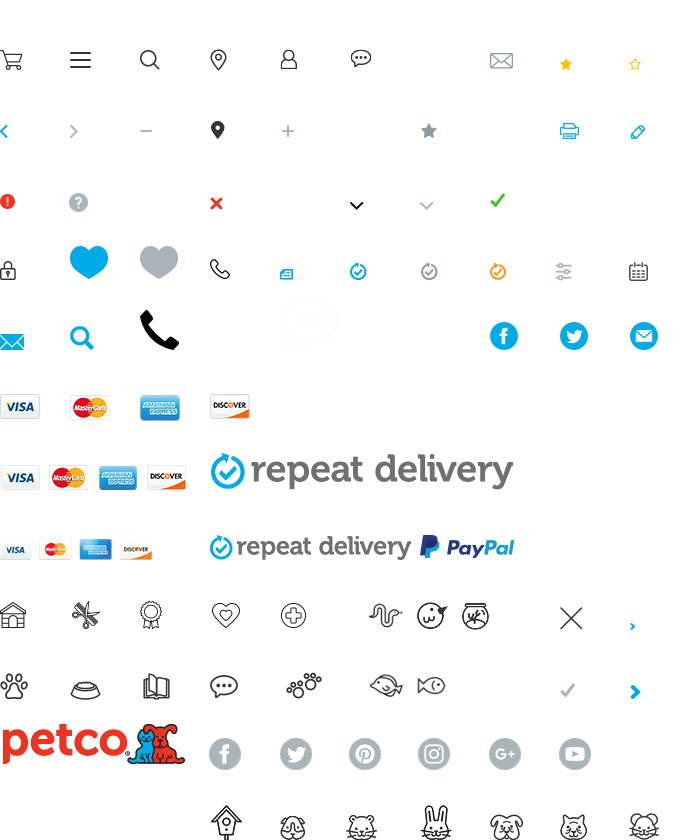 VISA MasterCard AMERICAN EXPRESS DISCOVER
VISA MasterCard AMERICAN EXPRESS DISCOVER repeat delivery
VISA MasterCard AMERICAN EXPRESS DISCOVER repeat delivery PayPal
petco